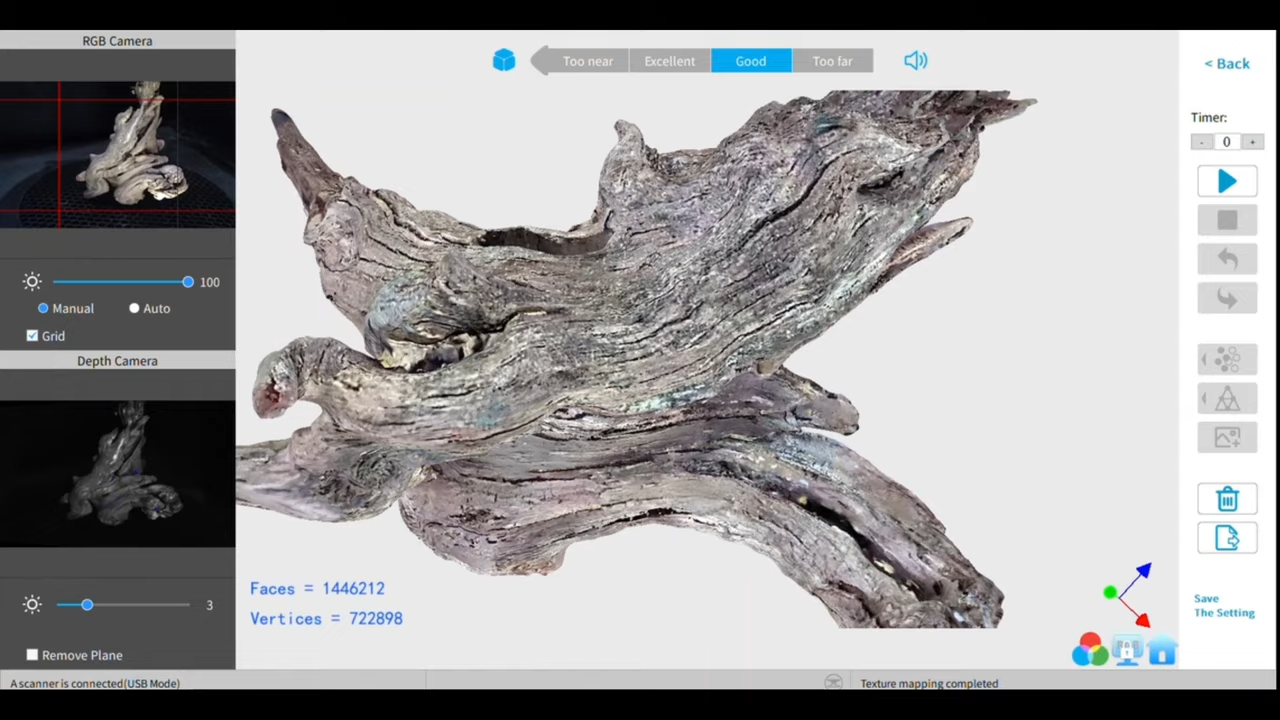 RGB Camera
Too near
Excellent
Good
Too far
< Back
Timer:
- 0 +
100
Manual
Auto
Grid
Depth Camera
Faces = 1446212
Vertices = 722898
3
Save
The Setting
Remove Plane
A scanner is connected(USB Mode)
Texture mapping completed